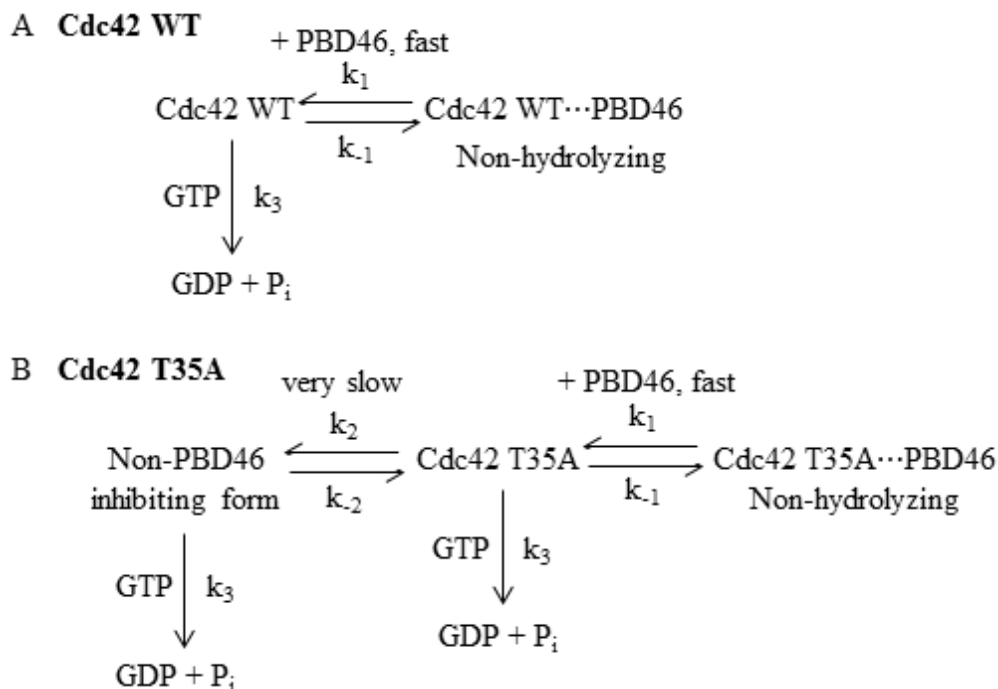 A Cdc42 WT
+ PBD46, fast
k₁
Cdc42 WT Cdc42 WT···PBD46
k₋₁ Non-hydrolyzing
GTP k₃
GDP + Pᵢ
B Cdc42 T35A
very slow + PBD46, fast
k₂ k₁
Non-PBD46 Cdc42 T35A Cdc42 T35A···PBD46
inhibiting form k₋₂ k₋₁ Non-hydrolyzing
GTP k₃
GTP k₃
GDP + Pᵢ
GDP + Pᵢ